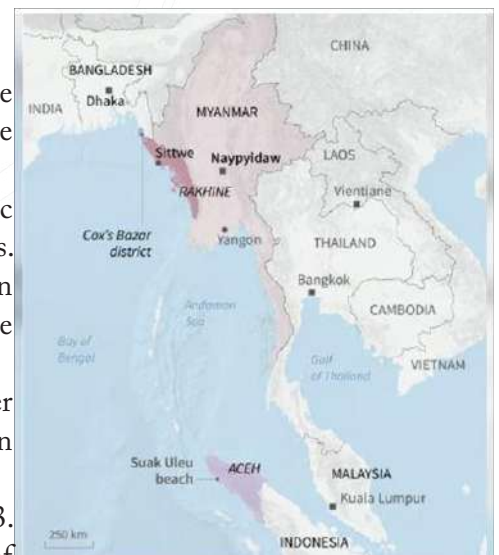 CHINA
BANGLADESH
Dhaka
INDIA
MYANMAR
LAOS
Sittwe
Naypyidaw
RAKHINE
Vientiane
Cox's Bazar
district
Yangon
THAILAND
Bangkok
Andaman
Sea
CAMBODIA
Bay of
Bengal
Gulf
of Thailand
VIETNAM
Suak Uleu
beach
ACEH
MALAYSIA
Kuala Lumpur
250 km
INDONESIA